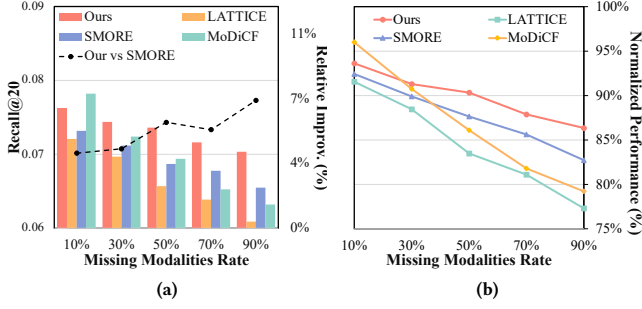 0.09
0.08
0.07
0.06
Recall@20
Ours
LATTICE
SMORE
MoDiCF
Our vs SMORE
11%
7%
4%
0%
Relative Improv. (%)
10% 30% 50% 70% 90%
Missing Modalities Rate
(a)
Ours
LATTICE
SMORE
MoDiCF
100%
95%
90%
85%
80%
75%
Normalized Performance (%)
10% 30% 50% 70% 90%
Missing Modalities Rate
(b)